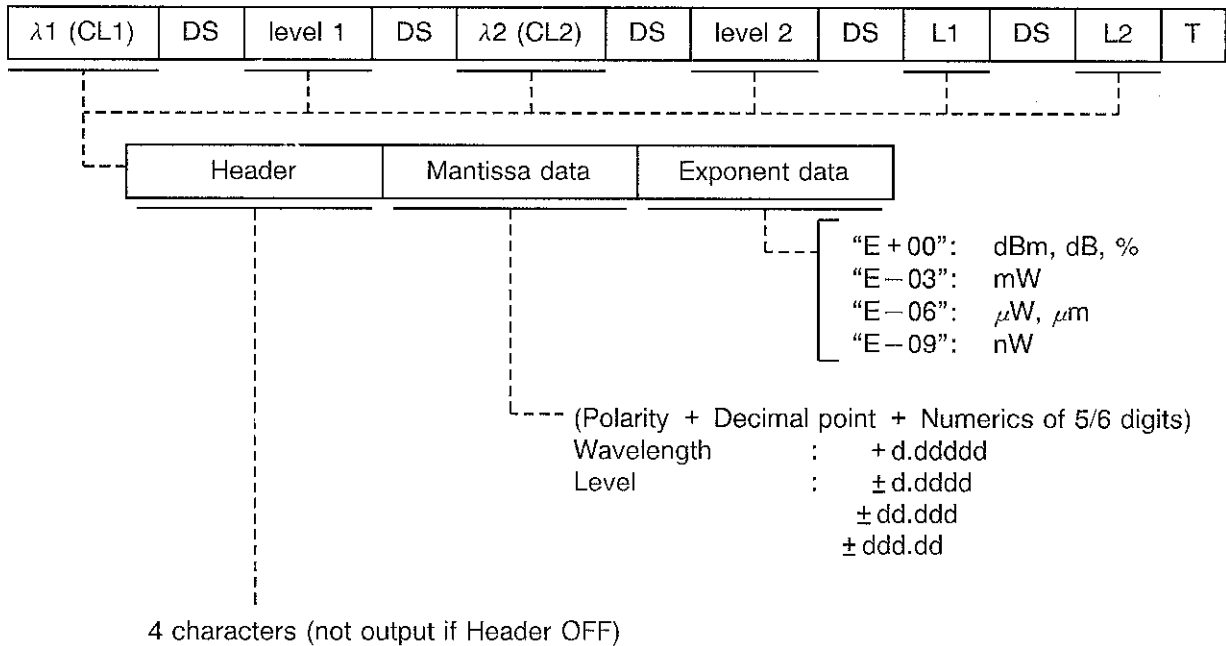 λ1 (CL1) DS level 1 DS λ2 (CL2) DS level 2 DS L1 DS L2 T
Header Mantissa data Exponent data
“E+00”: dBm, dB, %
“E−03”: mW
“E−06”: μW, μm
“E−09”: nW
(Polarity + Decimal point + Numerics of 5/6 digits)
Wavelength : +d.ddddd
Level : ±d.dddd
±dd.ddd
±ddd.dd
4 characters (not output if Header OFF)